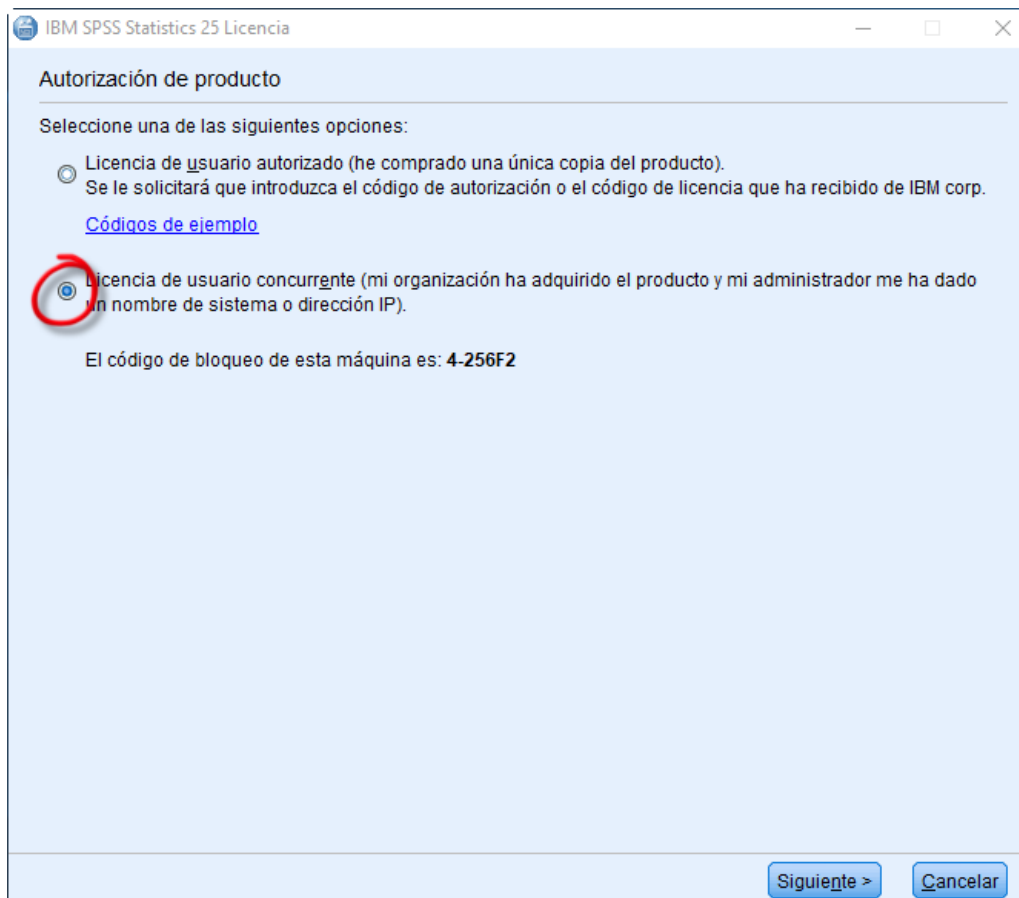 IBM SPSS Statistics 25 Licencia
Autorización de producto
Seleccione una de las siguientes opciones:
Licencia de usuario autorizado (he comprado una única copia del producto).
Se le solicitará que introduzca el código de autorización o el código de licencia que ha recibido de IBM corp.
Códigos de ejemplo
Licencia de usuario concurrente (mi organización ha adquirido el producto y mi administrador me ha dado
un nombre de sistema o dirección IP).
El código de bloqueo de esta máquina es: 4-256F2
Siguiente >
Cancelar